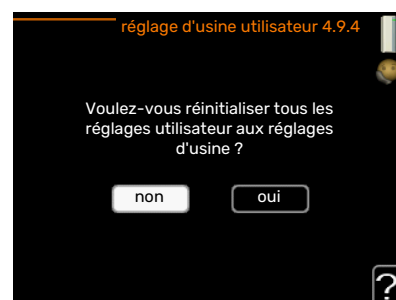 réglage d'usine utilisateur 4.9.4
Voulez-vous réinitialiser tous les
réglages utilisateur aux réglages
d'usine ?
non
oui
?